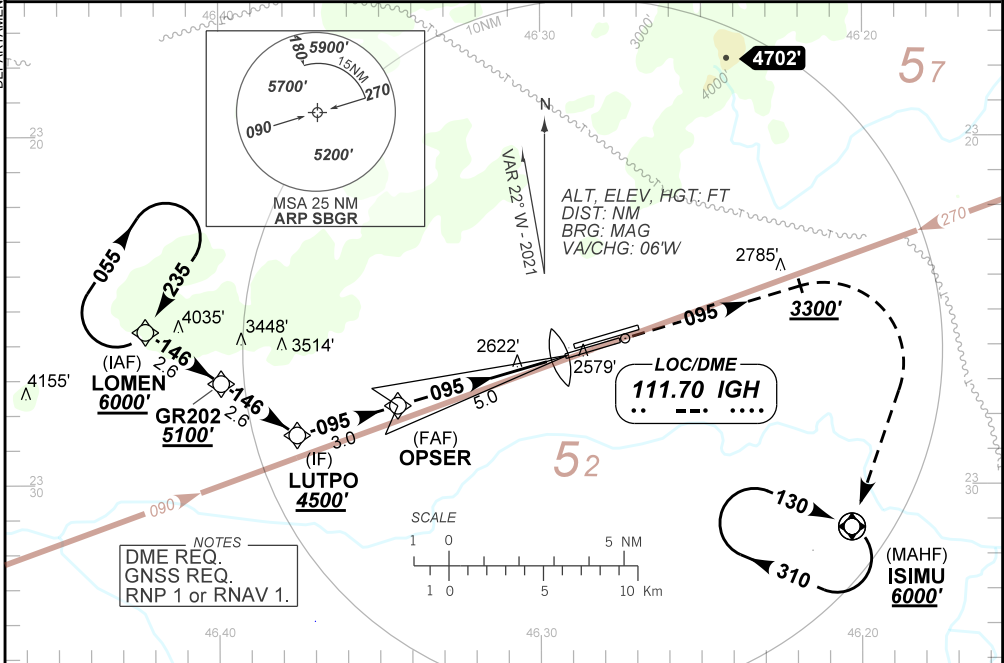 46,40
10NM
46,30
3000'
46,20
180
5900'
15NM
5700'
270
090
5200'
MSA 25 NM
ARP SBGR
4702'
4000'
5 7
23
20
23
20
N
VAR 22° W - 2021
ALT, ELEV, HGT: FT
DIST: NM
BRG: MAG
VA/CHG: 06'W
270
055
235
2785'
3300'
4035'
3448'
3514'
146
2.6
(IAF)
LOMEN
6000'
4155'
GR202
5100'
146
2.6
2622'
2579'
095
LOC/DME
111.70 IGH
095
5.0
095
3.0
(FAF)
OPSER
(IF)
LUTPO
4500'
5 2
23
30
23
30
090
130
310
(MAHF)
ISIMU
6000'
SCALE
1 0 5 NM
1 0 5 10 Km
NOTES
DME REQ.
GNSS REQ.
RNP 1 or RNAV 1.
46,40
46,30
46,20